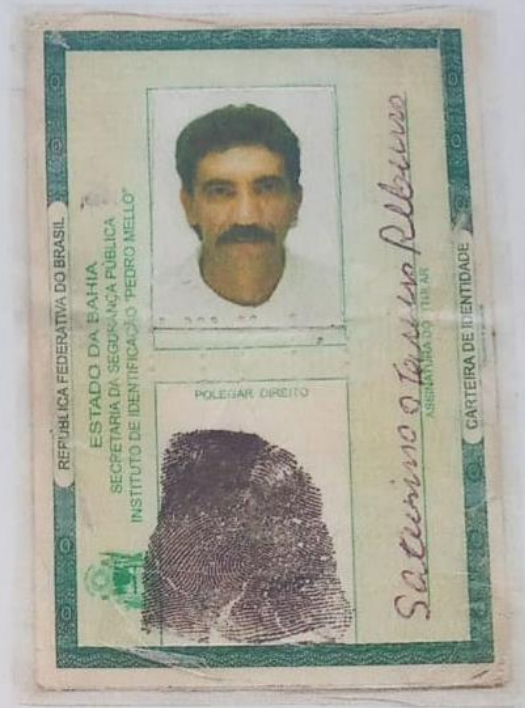 REPÚBLICA FEDERATIVA DO BRASIL
ESTADO DA BAHIA
SECRETARIA DA SEGURANÇA PÚBLICA
INSTITUTO DE IDENTIFICAÇÃO "PEDRO MELLO"
POLEGAR DIREITO
Saturnino
ASSINATURA DO TITULAR
CARTEIRA DE IDENTIDADE